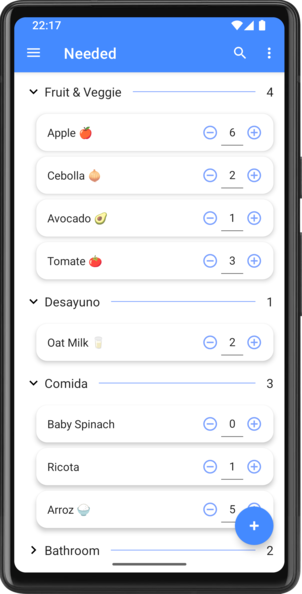 22:17
Needed
Fruit & Veggie 4
Apple 🍎 6
Cebolla 🧅 2
Avocado 🥑 1
Tomate 🍅 3
Desayuno 1
Oat Milk 🥛 2
Comida 3
Baby Spinach 0
Ricota 1
Arroz 🍚 5
Bathroom 2